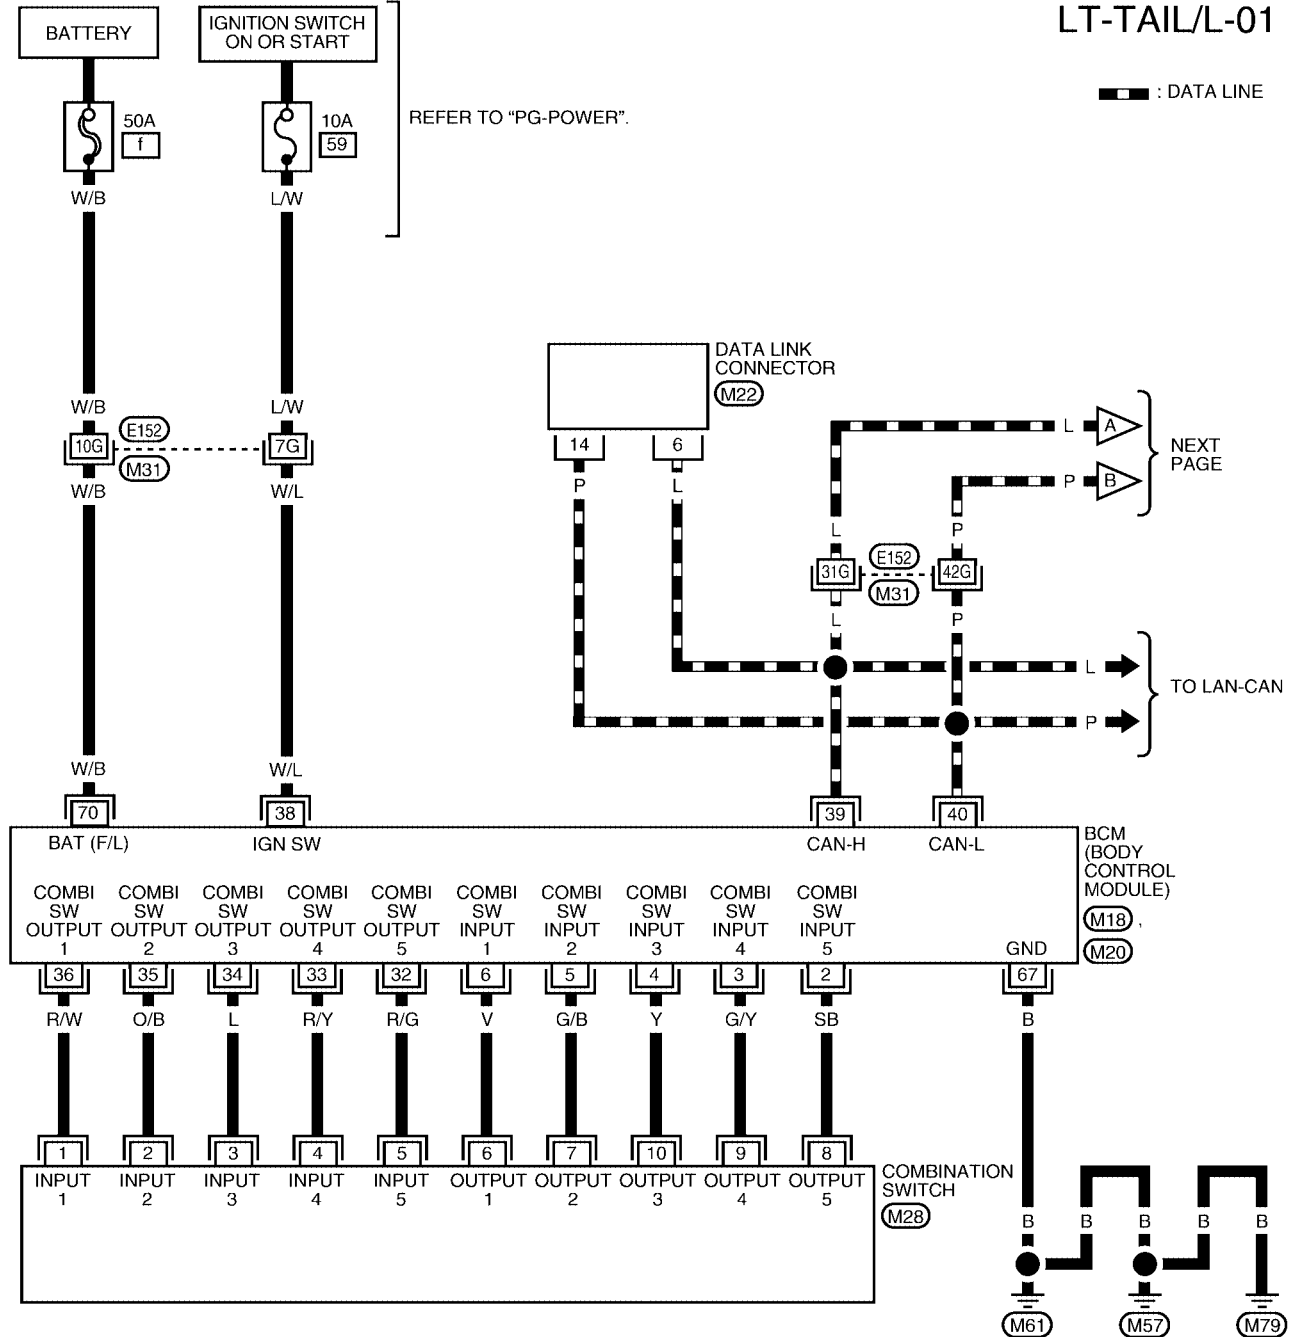 LT-TAIL/L-01
BATTERY
IGNITION SWITCH
ON OR START
: DATA LINE
50A
f
10A
59
REFER TO “PG-POWER”.
W/B
L/W
DATA LINK
CONNECTOR
M22
W/B
L/W
10G
E152
M31
7G
14
6
L
A
NEXT
PAGE
W/B
W/L
P
L
P
B
L
P
31G
E152
M31
42G
L
P
L
TO LAN-CAN
P
W/B
W/L
70
38
39
40
BAT (F/L)
IGN SW
CAN-H
CAN-L
BCM
(BODY
CONTROL
MODULE)
M18 ,
M20
COMBI COMBI COMBI COMBI COMBI COMBI COMBI COMBI COMBI COMBI
SW SW SW SW SW SW SW SW SW SW
OUTPUT OUTPUT OUTPUT OUTPUT OUTPUT INPUT INPUT INPUT INPUT INPUT
1 2 3 4 5 1 2 3 4 5
GND
36 35 34 33 32 6 5 4 3 2 67
R/W O/B L R/Y R/G V G/B Y G/Y SB B
1 2 3 4 5 6 7 10 9 8
INPUT INPUT INPUT INPUT INPUT OUTPUT OUTPUT OUTPUT OUTPUT OUTPUT
1 2 3 4 5 1 2 3 4 5
COMBINATION
SWITCH
M28
B B B B B
M61 M57 M79